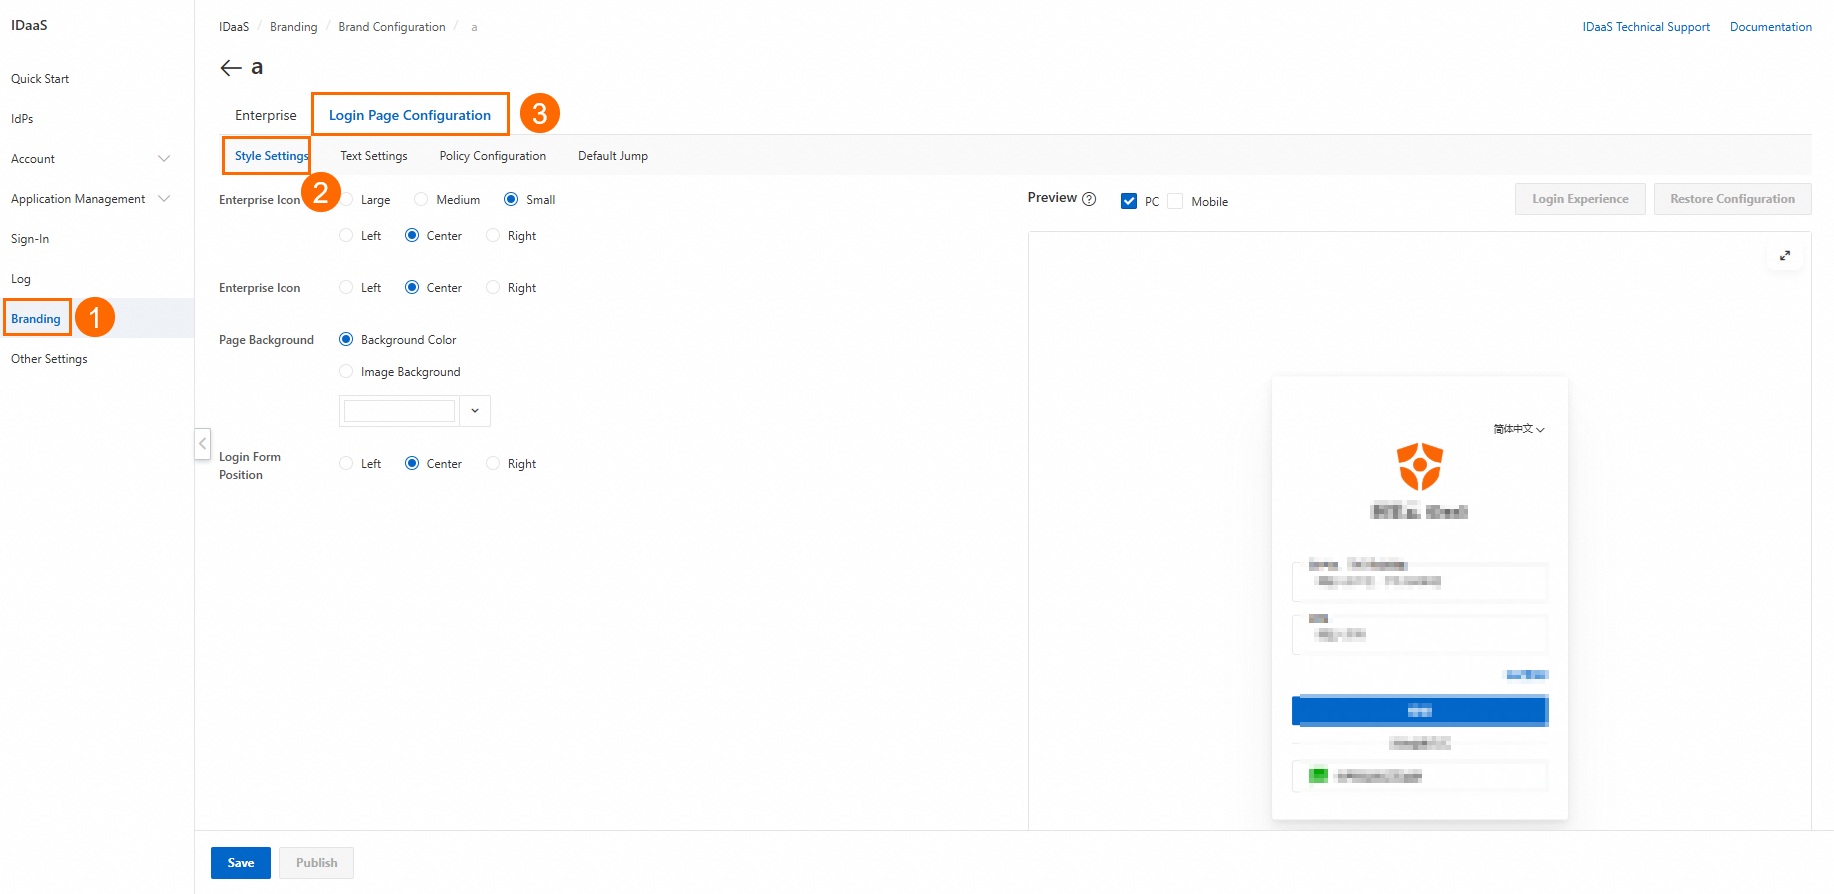 IDaaS
IDaaS / Branding / Brand Configuration / a
IDaaS Technical Support
Documentation
a
Quick Start
IdPs
Account
Application Management
Sign-In
Log
Branding
1
Other Settings
Enterprise
Login Page Configuration
3
Style Settings
Text Settings
Policy Configuration
Default Jump
2
Enterprise Icon
Large
Medium
Small
Left
Center
Right
Enterprise Icon
Left
Center
Right
Page Background
Background Color
Image Background
Login Form
Position
Left
Center
Right
Preview
PC
Mobile
Login Experience
Restore Configuration
简体中文
Save
Publish